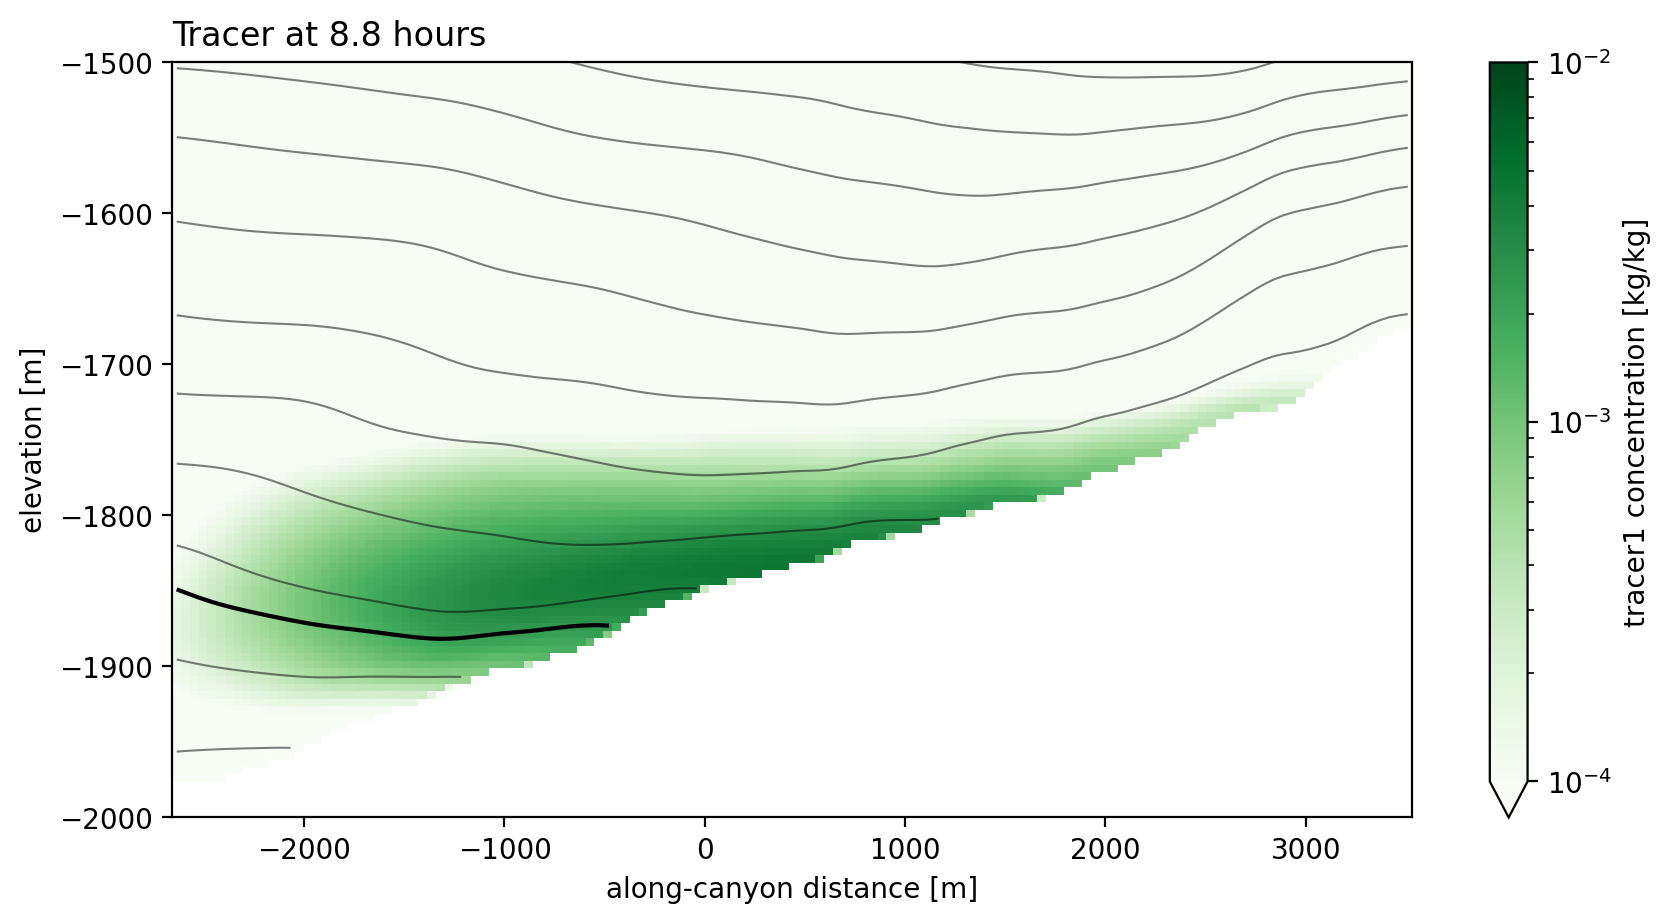 Tracer at 8.8 hours
−1500
−1600
−1700
−1800
−1900
−2000
elevation [m]
−2000 −1000 0 1000 2000 3000
along-canyon distance [m]
10⁻²
10⁻³
10⁻⁴
tracer1 concentration [kg/kg]